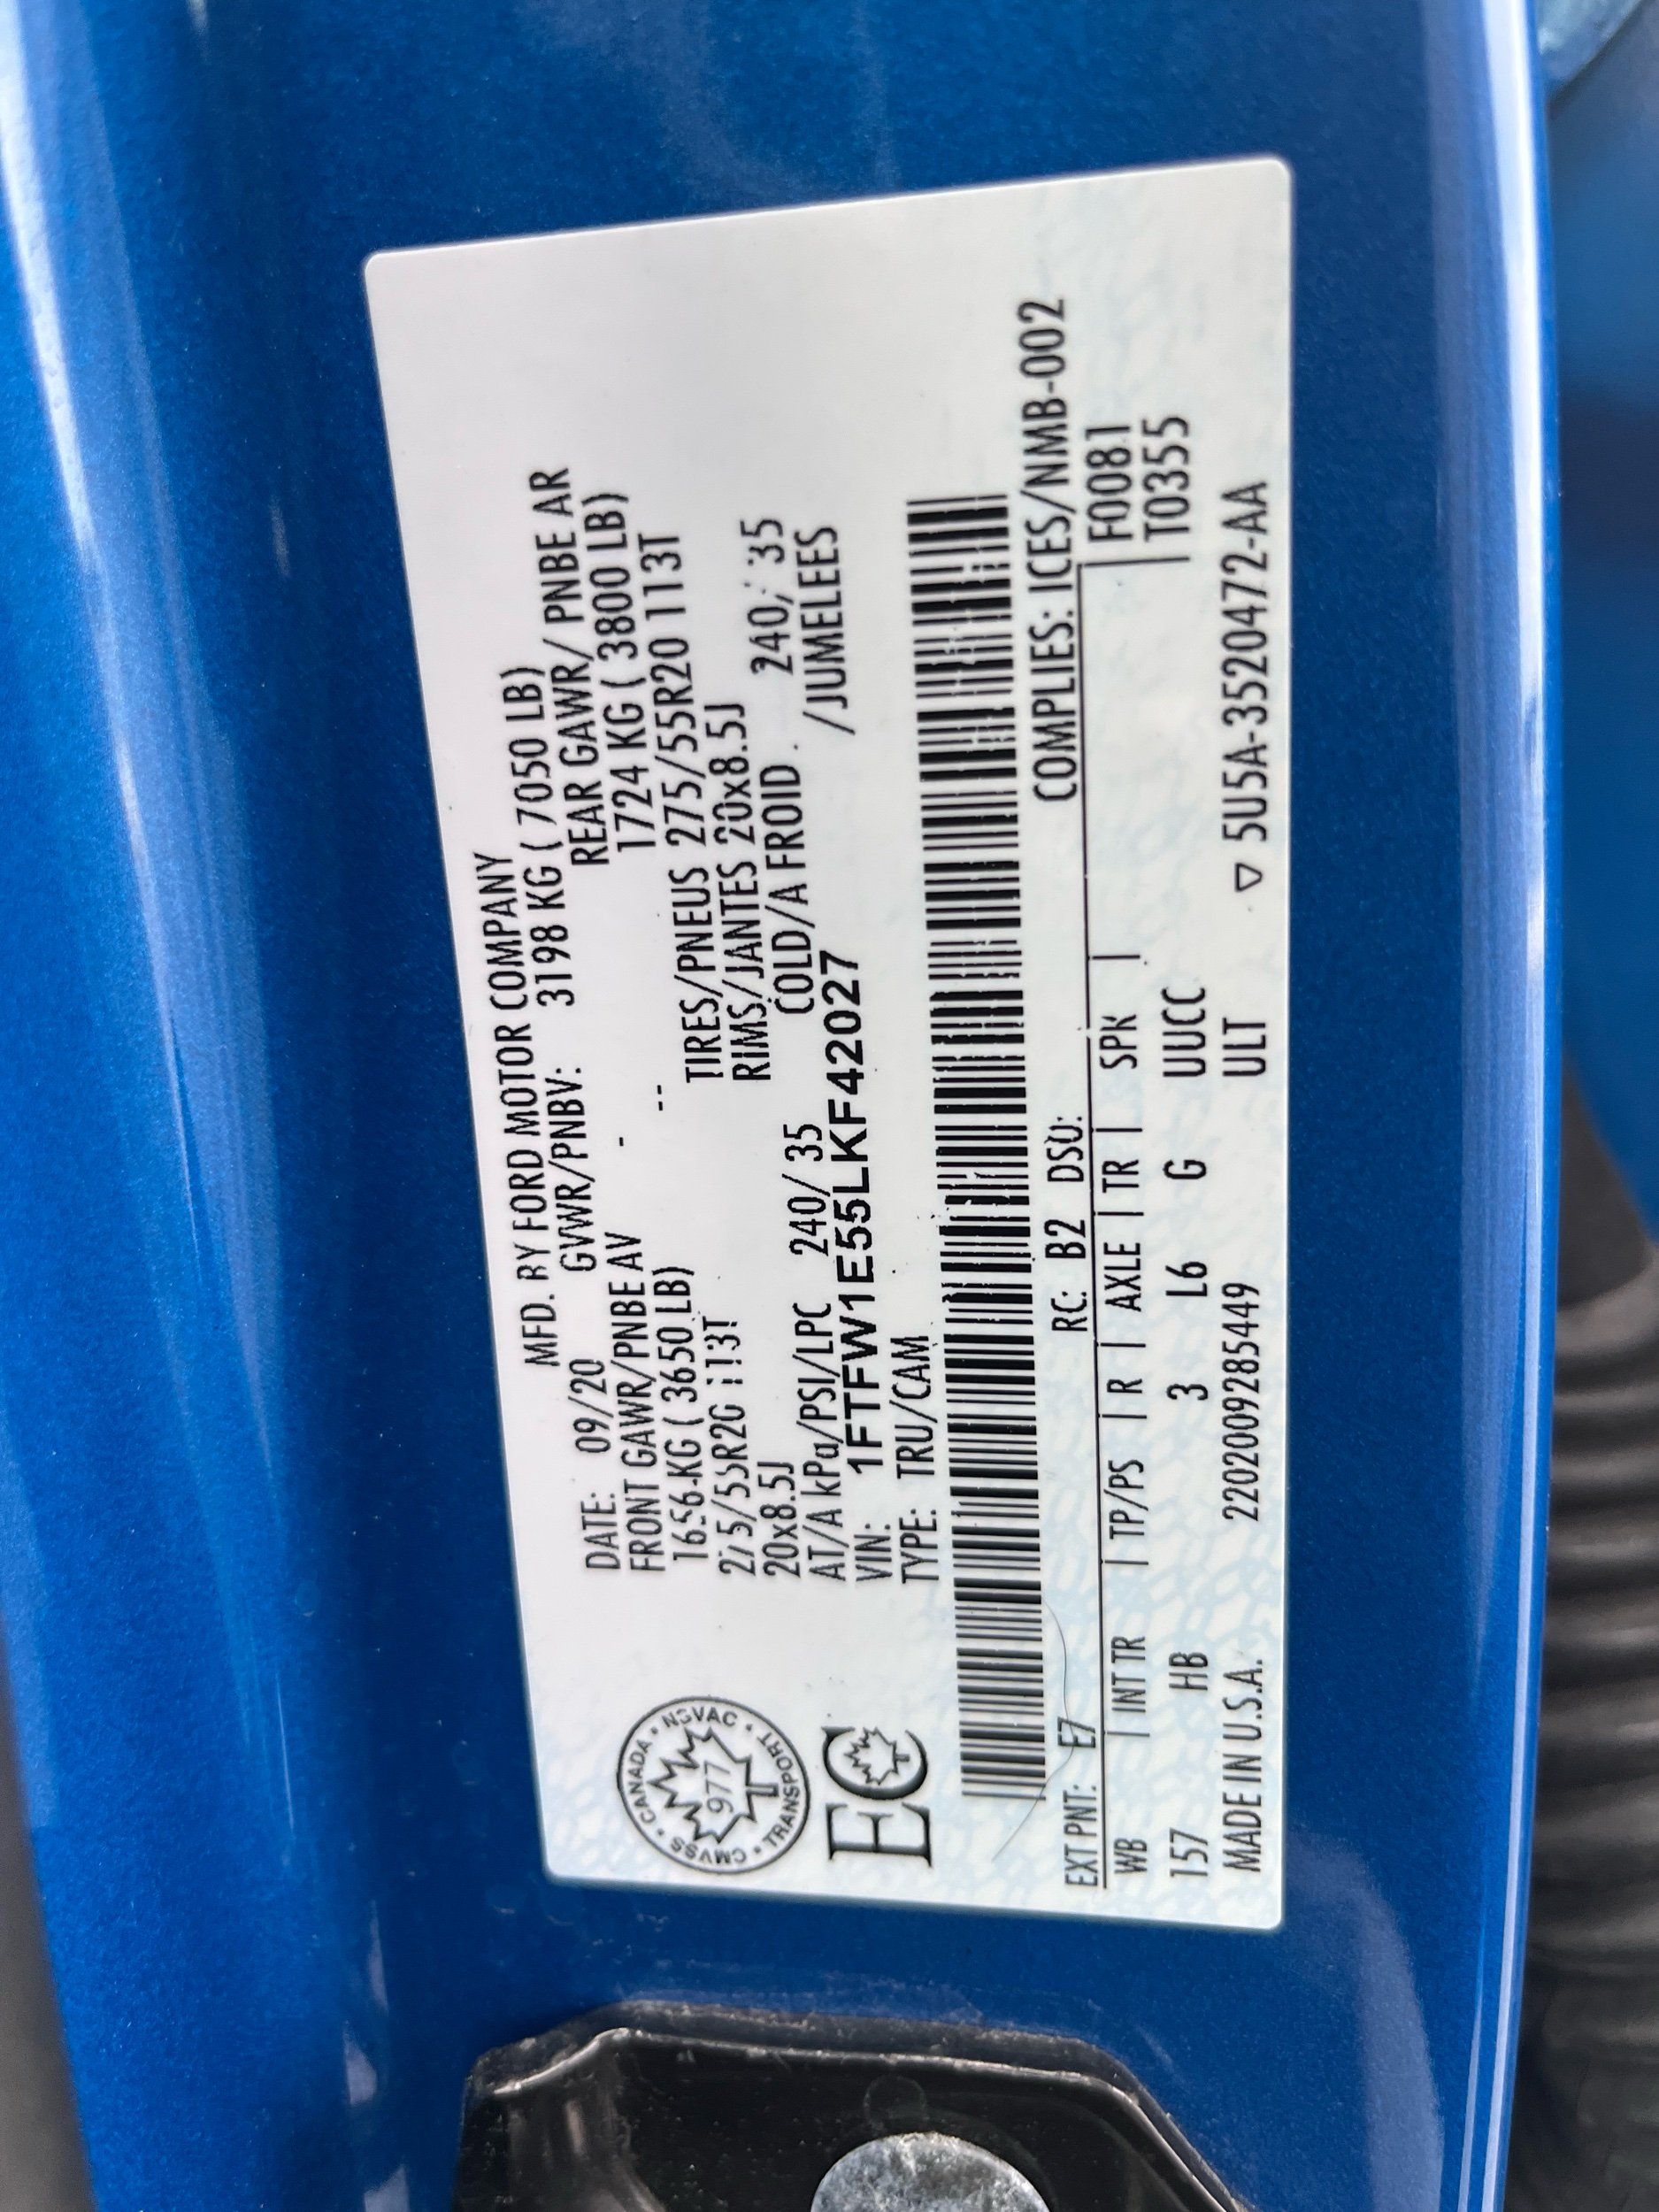 MFD. BY FORD MOTOR COMPANY
DATE: 09/20 GVWR/PNBV: 3198 KG ( 7050 LB)
FRONT GAWR/PNBE AV - REAR GAWR/ PNBE AR
1656 KG ( 3650 LB) -- 1724 KG ( 3800 LB)
275/55R20 113T TIRES/PNEUS 275/55R20 113T
20x8.5J RIMS/JANTES 20x8.5J
AT/A kPa/PSI/LPC 240/ 35 COLD/A FROID 240/ 35
VIN: 1FTFW1E55LKF42027 /JUMELEES
TYPE: TRU/CAM
CANADA • NSVAC • TRANSPORT • CMVSS •
977
EC
COMPLIES: ICES/NMB-002
EXT PNT: E7 RC: B2 DSU: F0081
WB | INT TR | TP/PS | R | AXLE | TR | SPK | | T0355
157 HB 3 L6 G UUCC
MADE IN U.S.A. 2202009285449 ULT ▽ 5U5A-3520472-AA